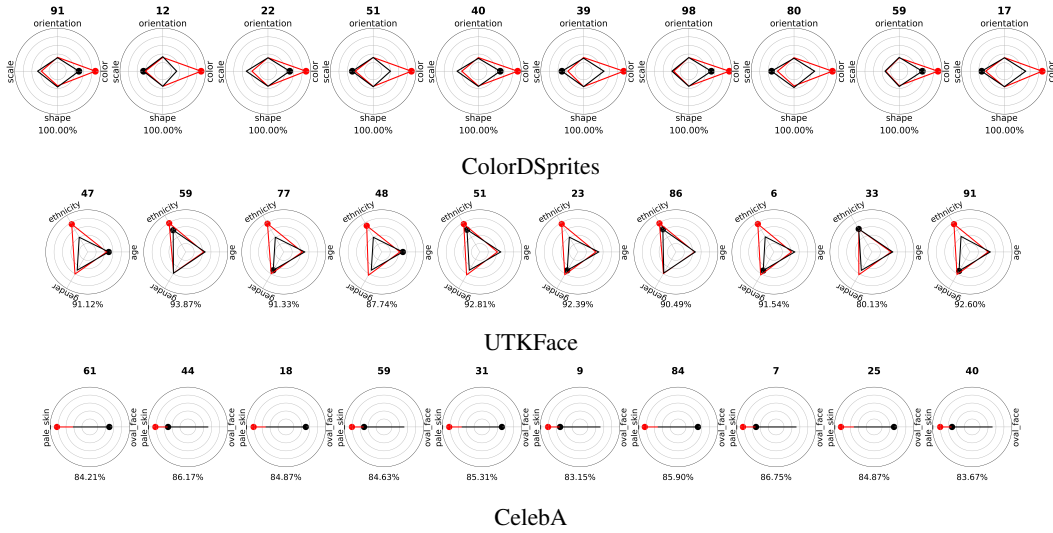 91 12 22 51 40 39 98 80 59 17
orientation orientation orientation orientation orientation orientation orientation orientation orientation orientation
scale color scale color scale color scale color scale color scale color scale color scale color scale color scale color
shape shape shape shape shape shape shape shape shape shape
100.00% 100.00% 100.00% 100.00% 100.00% 100.00% 100.00% 100.00% 100.00% 100.00%
ColorDSprites
47 59 77 48 51 23 86 6 33 91
ethnicity ethnicity ethnicity ethnicity ethnicity ethnicity ethnicity ethnicity ethnicity ethnicity
age age age age age age age age age age
gender gender gender gender gender gender gender gender gender gender
91.12% 93.87% 91.33% 87.74% 92.81% 92.39% 90.49% 91.54% 80.13% 92.60%
UTKFace
61 44 18 59 31 9 84 7 25 40
pale_skin oval_face pale_skin oval_face pale_skin oval_face pale_skin oval_face pale_skin oval_face pale_skin oval_face pale_skin oval_face pale_skin oval_face pale_skin oval_face pale_skin oval_face
84.21% 86.17% 84.87% 84.63% 85.31% 83.15% 85.90% 86.75% 84.87% 83.67%
CelebA